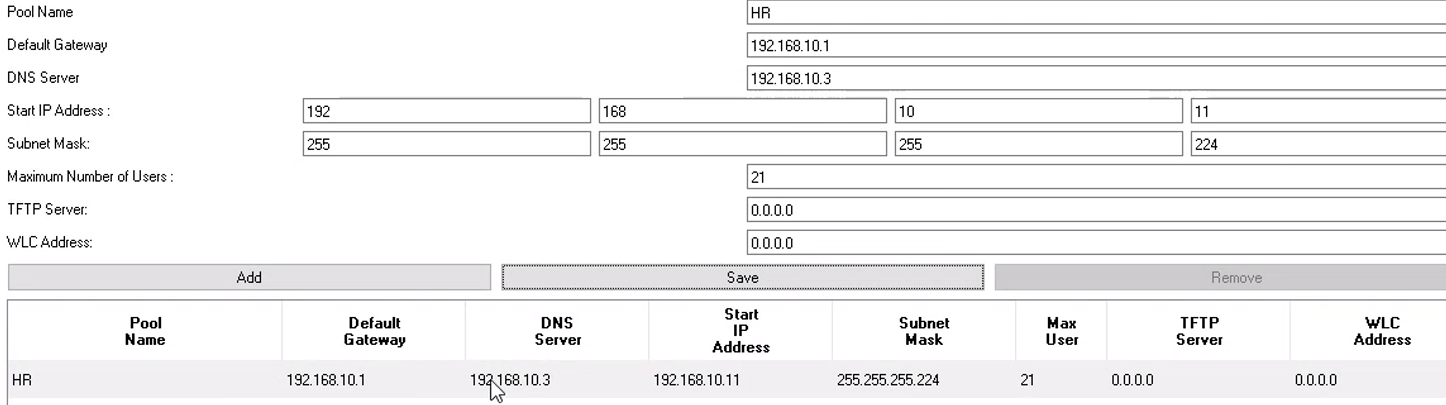 Pool Name HR
Default Gateway 192.168.10.1
DNS Server 192.168.10.3
Start IP Address : 192 168 10 11
Subnet Mask: 255 255 255 224
Maximum Number of Users : 21
TFTP Server: 0.0.0.0
WLC Address: 0.0.0.0
Add Save Remove
Pool Name Default Gateway DNS Server Start IP Address Subnet Mask Max User TFTP Server WLC Address
HR 192.168.10.1 192.168.10.3 192.168.10.11 255.255.255.224 21 0.0.0.0 0.0.0.0